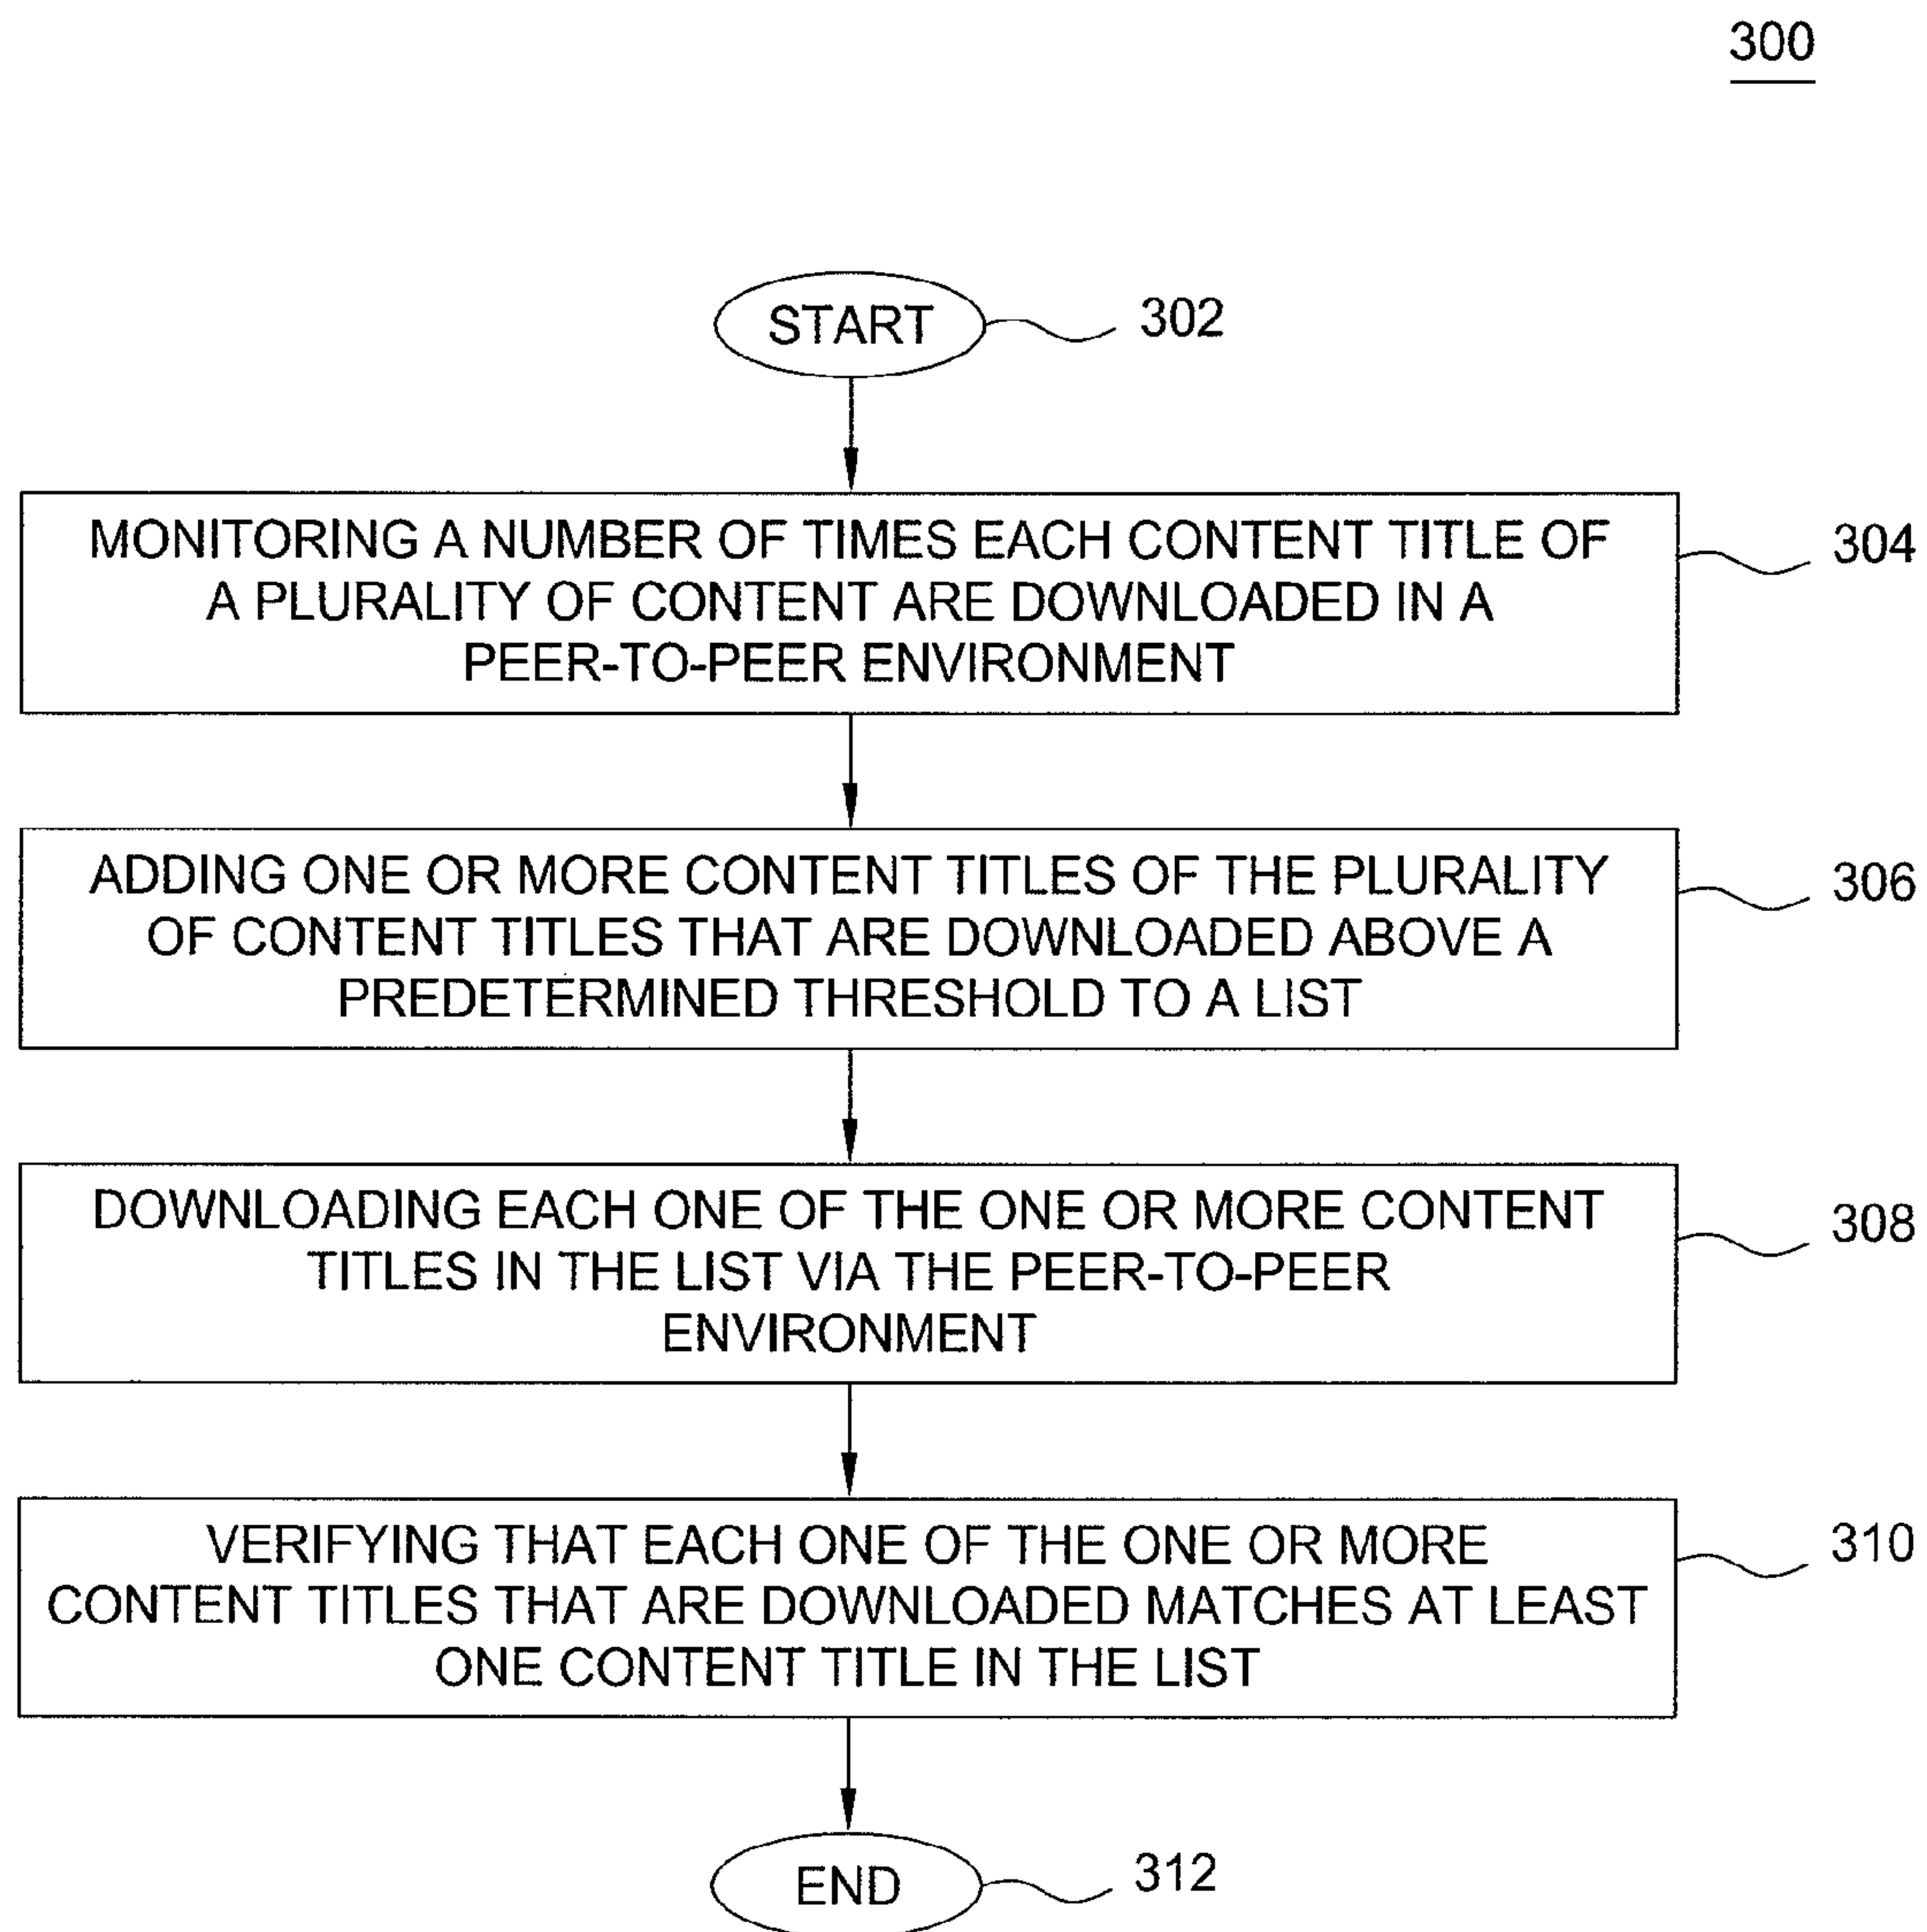 300
START
302
MONITORING A NUMBER OF TIMES EACH CONTENT TITLE OF
A PLURALITY OF CONTENT ARE DOWNLOADED IN A
PEER-TO-PEER ENVIRONMENT
304
ADDING ONE OR MORE CONTENT TITLES OF THE PLURALITY
OF CONTENT TITLES THAT ARE DOWNLOADED ABOVE A
PREDETERMINED THRESHOLD TO A LIST
306
DOWNLOADING EACH ONE OF THE ONE OR MORE CONTENT
TITLES IN THE LIST VIA THE PEER-TO-PEER
ENVIRONMENT
308
VERIFYING THAT EACH ONE OF THE ONE OR MORE
CONTENT TITLES THAT ARE DOWNLOADED MATCHES AT LEAST
ONE CONTENT TITLE IN THE LIST
310
END
312